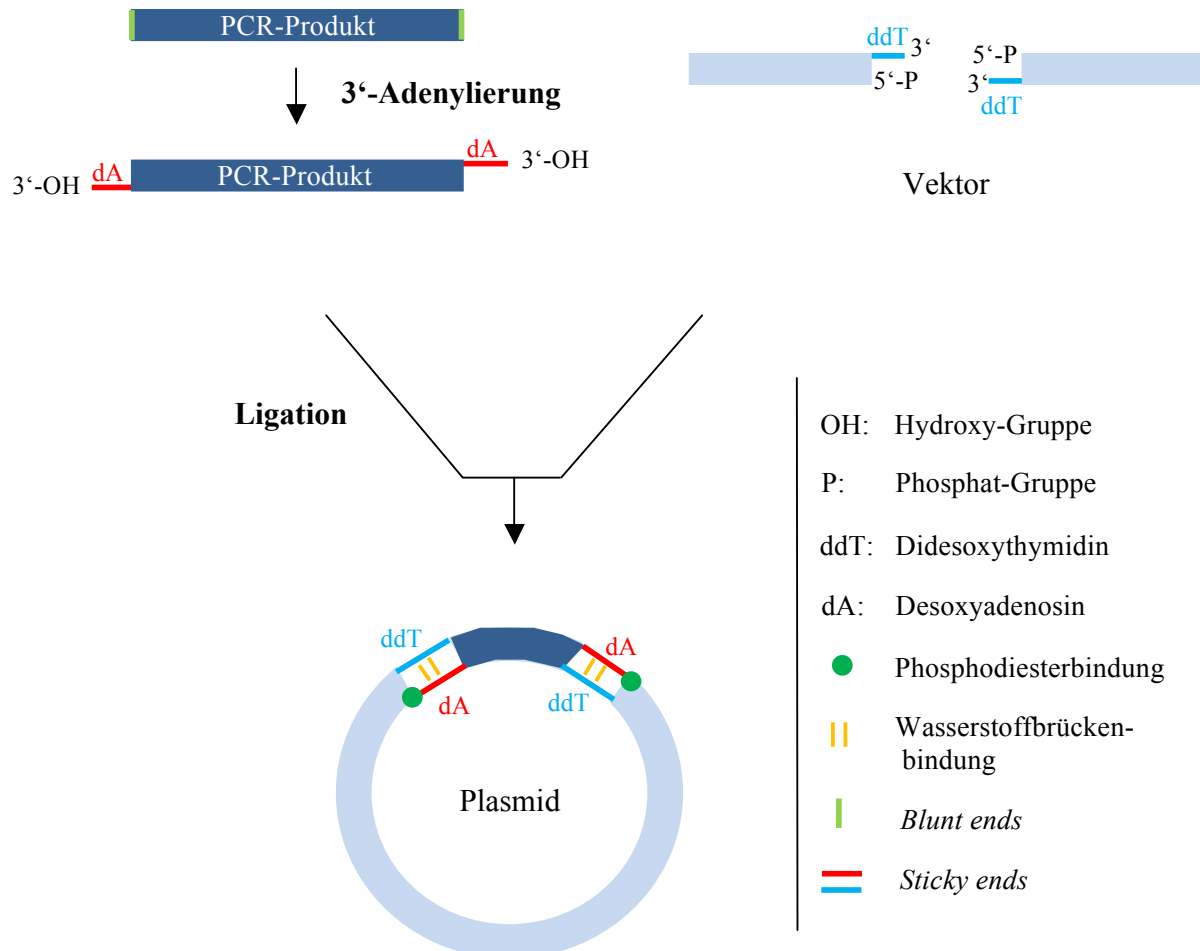 PCR-Produkt
3‘-Adenylierung
3‘-OH
dA
PCR-Produkt
dA
3‘-OH
ddT
3‘
5‘-P
5‘-P
3‘
ddT
Vektor
Ligation
ddT
dA
dA
ddT
Plasmid
OH: Hydroxy-Gruppe
P: Phosphat-Gruppe
ddT: Didesoxythymidin
dA: Desoxyadenosin
Phosphodiesterbindung
Wasserstoffbrücken-
bindung
Blunt ends
Sticky ends